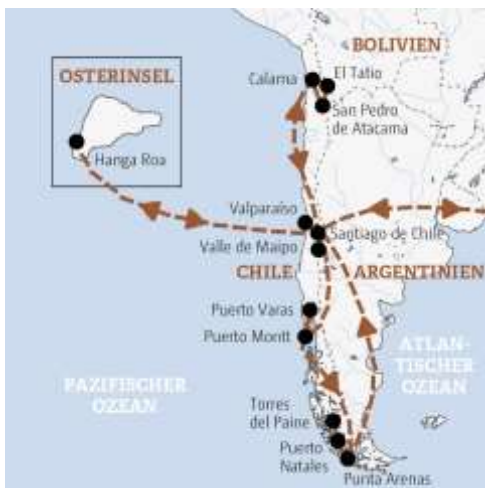 BOLIVIEN
OSTERINSEL
Calama
El Tatio
San Pedro
de Atacama
Hanga Roa
Valparaíso
Santiago de Chile
Valle de Maipo
CHILE
ARGENTINIEN
Puerto Varas
Puerto Montt
ATLAN-
TISCHER
OZEAN
PAZIFISCHER
OZEAN
Torres
del Paine
Puerto
Natales
Punta Arenas